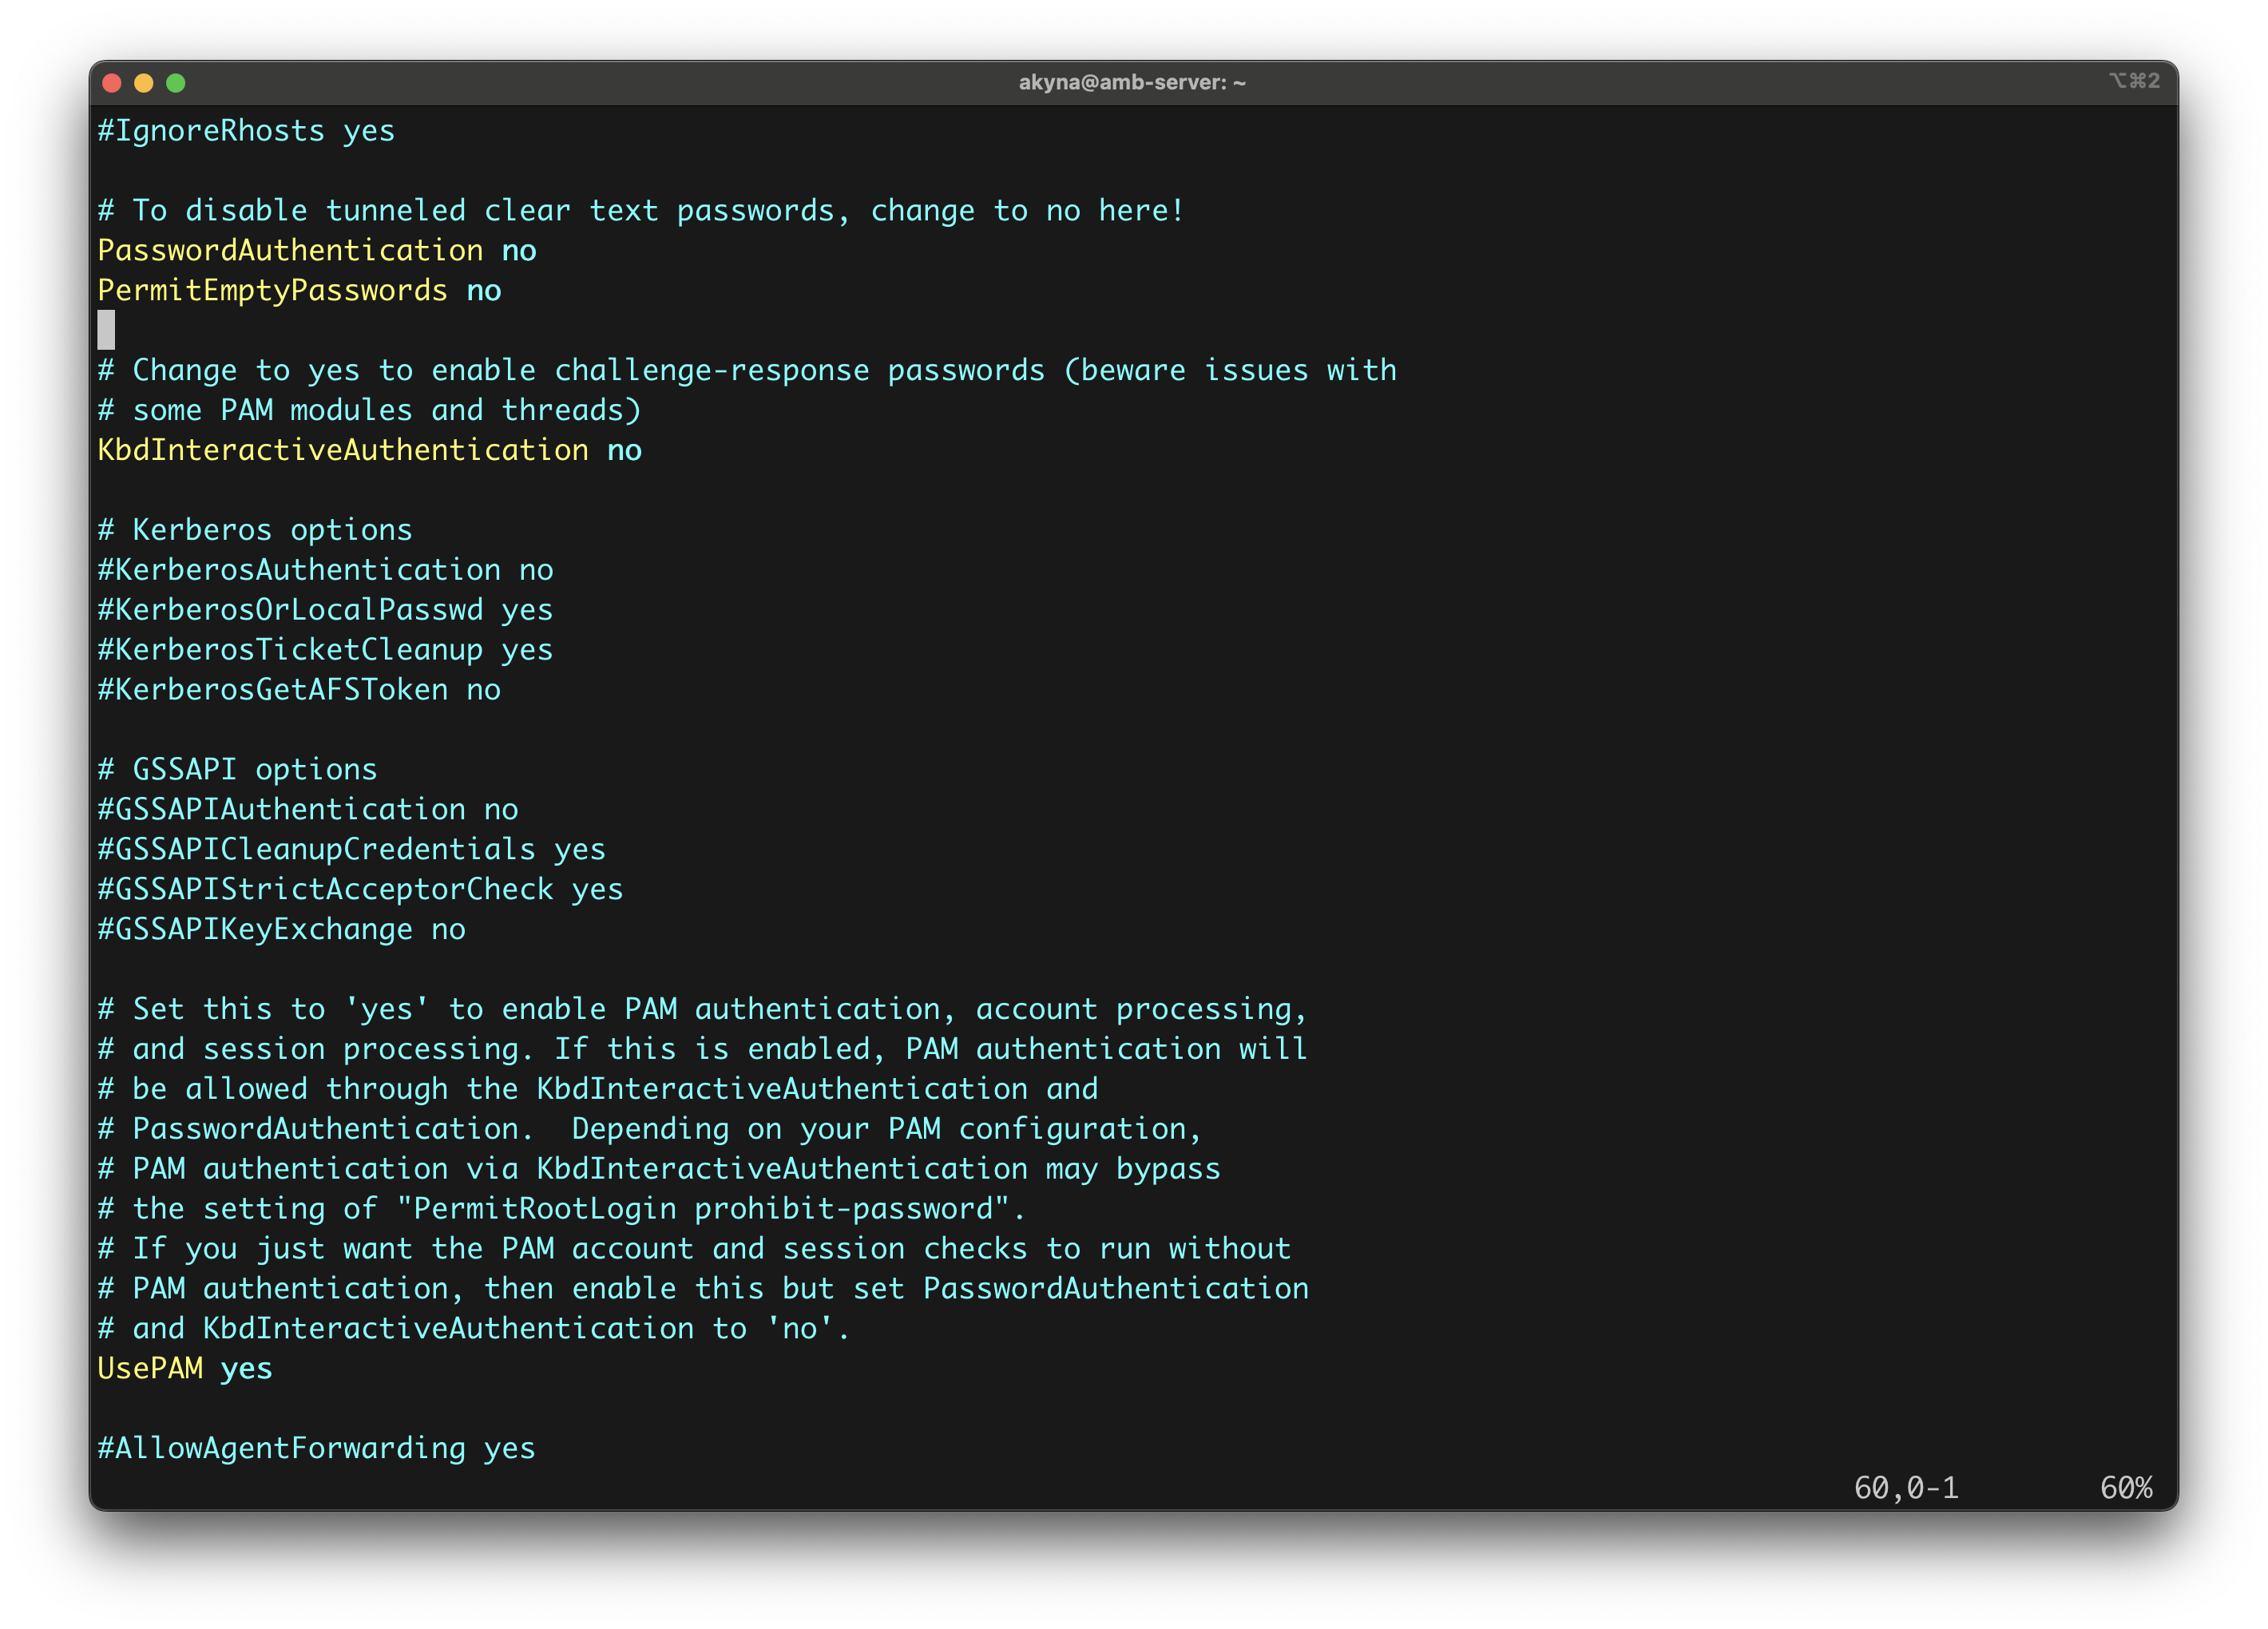 akyna@amb-server: ~
⌥⌘2
#IgnoreRhosts yes
# To disable tunneled clear text passwords, change to no here!
PasswordAuthentication no
PermitEmptyPasswords no
# Change to yes to enable challenge-response passwords (beware issues with
# some PAM modules and threads)
KbdInteractiveAuthentication no
# Kerberos options
#KerberosAuthentication no
#KerberosOrLocalPasswd yes
#KerberosTicketCleanup yes
#KerberosGetAFSToken no
# GSSAPI options
#GSSAPIAuthentication no
#GSSAPICleanupCredentials yes
#GSSAPIStrictAcceptorCheck yes
#GSSAPIKeyExchange no
# Set this to 'yes' to enable PAM authentication, account processing,
# and session processing. If this is enabled, PAM authentication will
# be allowed through the KbdInteractiveAuthentication and
# PasswordAuthentication.  Depending on your PAM configuration,
# PAM authentication via KbdInteractiveAuthentication may bypass
# the setting of "PermitRootLogin prohibit-password".
# If you just want the PAM account and session checks to run without
# PAM authentication, then enable this but set PasswordAuthentication
# and KbdInteractiveAuthentication to 'no'.
UsePAM yes
#AllowAgentForwarding yes
60,0-1 60%